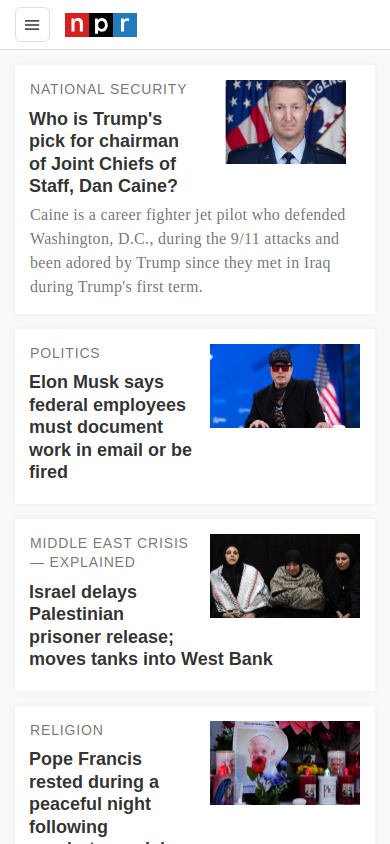 npr
NATIONAL SECURITY
Who is Trump's
pick for chairman
of Joint Chiefs of
Staff, Dan Caine?
Caine is a career fighter jet pilot who defended
Washington, D.C., during the 9/11 attacks and
been adored by Trump since they met in Iraq
during Trump's first term.
POLITICS
Elon Musk says
federal employees
must document
work in email or be
fired
MIDDLE EAST CRISIS
— EXPLAINED
Israel delays
Palestinian
prisoner release;
moves tanks into West Bank
RELIGION
Pope Francis
rested during a
peaceful night
following